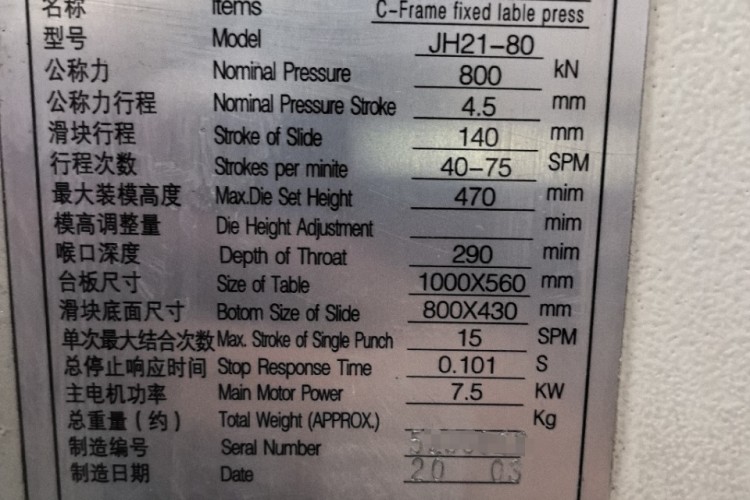 名称 Items C-Frame fixed lable press
型号 Model JH21-80
公称力 Nominal Pressure 800 kN
公称力行程 Nominal Pressure Stroke 4.5 mm
滑块行程 Stroke of Slide 140 mm
行程次数 Strokes per minite 40-75 SPM
最大装模高度 Max.Die Set Height 470 mim
模高调整量 Die Height Adjustment mim
喉口深度 Depth of Throat 290 mim
台板尺寸 Size of Table 1000X560 mm
滑块底面尺寸 Botom Size of Slide 800X430 mm
单次最大结合次数 Max. Stroke of Single Punch 15 SPM
总停止响应时间 Stop Response Time 0.101 S
主电机功率 Main Motor Power 7.5 KW
总重量（约） Total Weight (APPROX.) Kg
制造编号 Seral Number
制造日期 Date 20 03